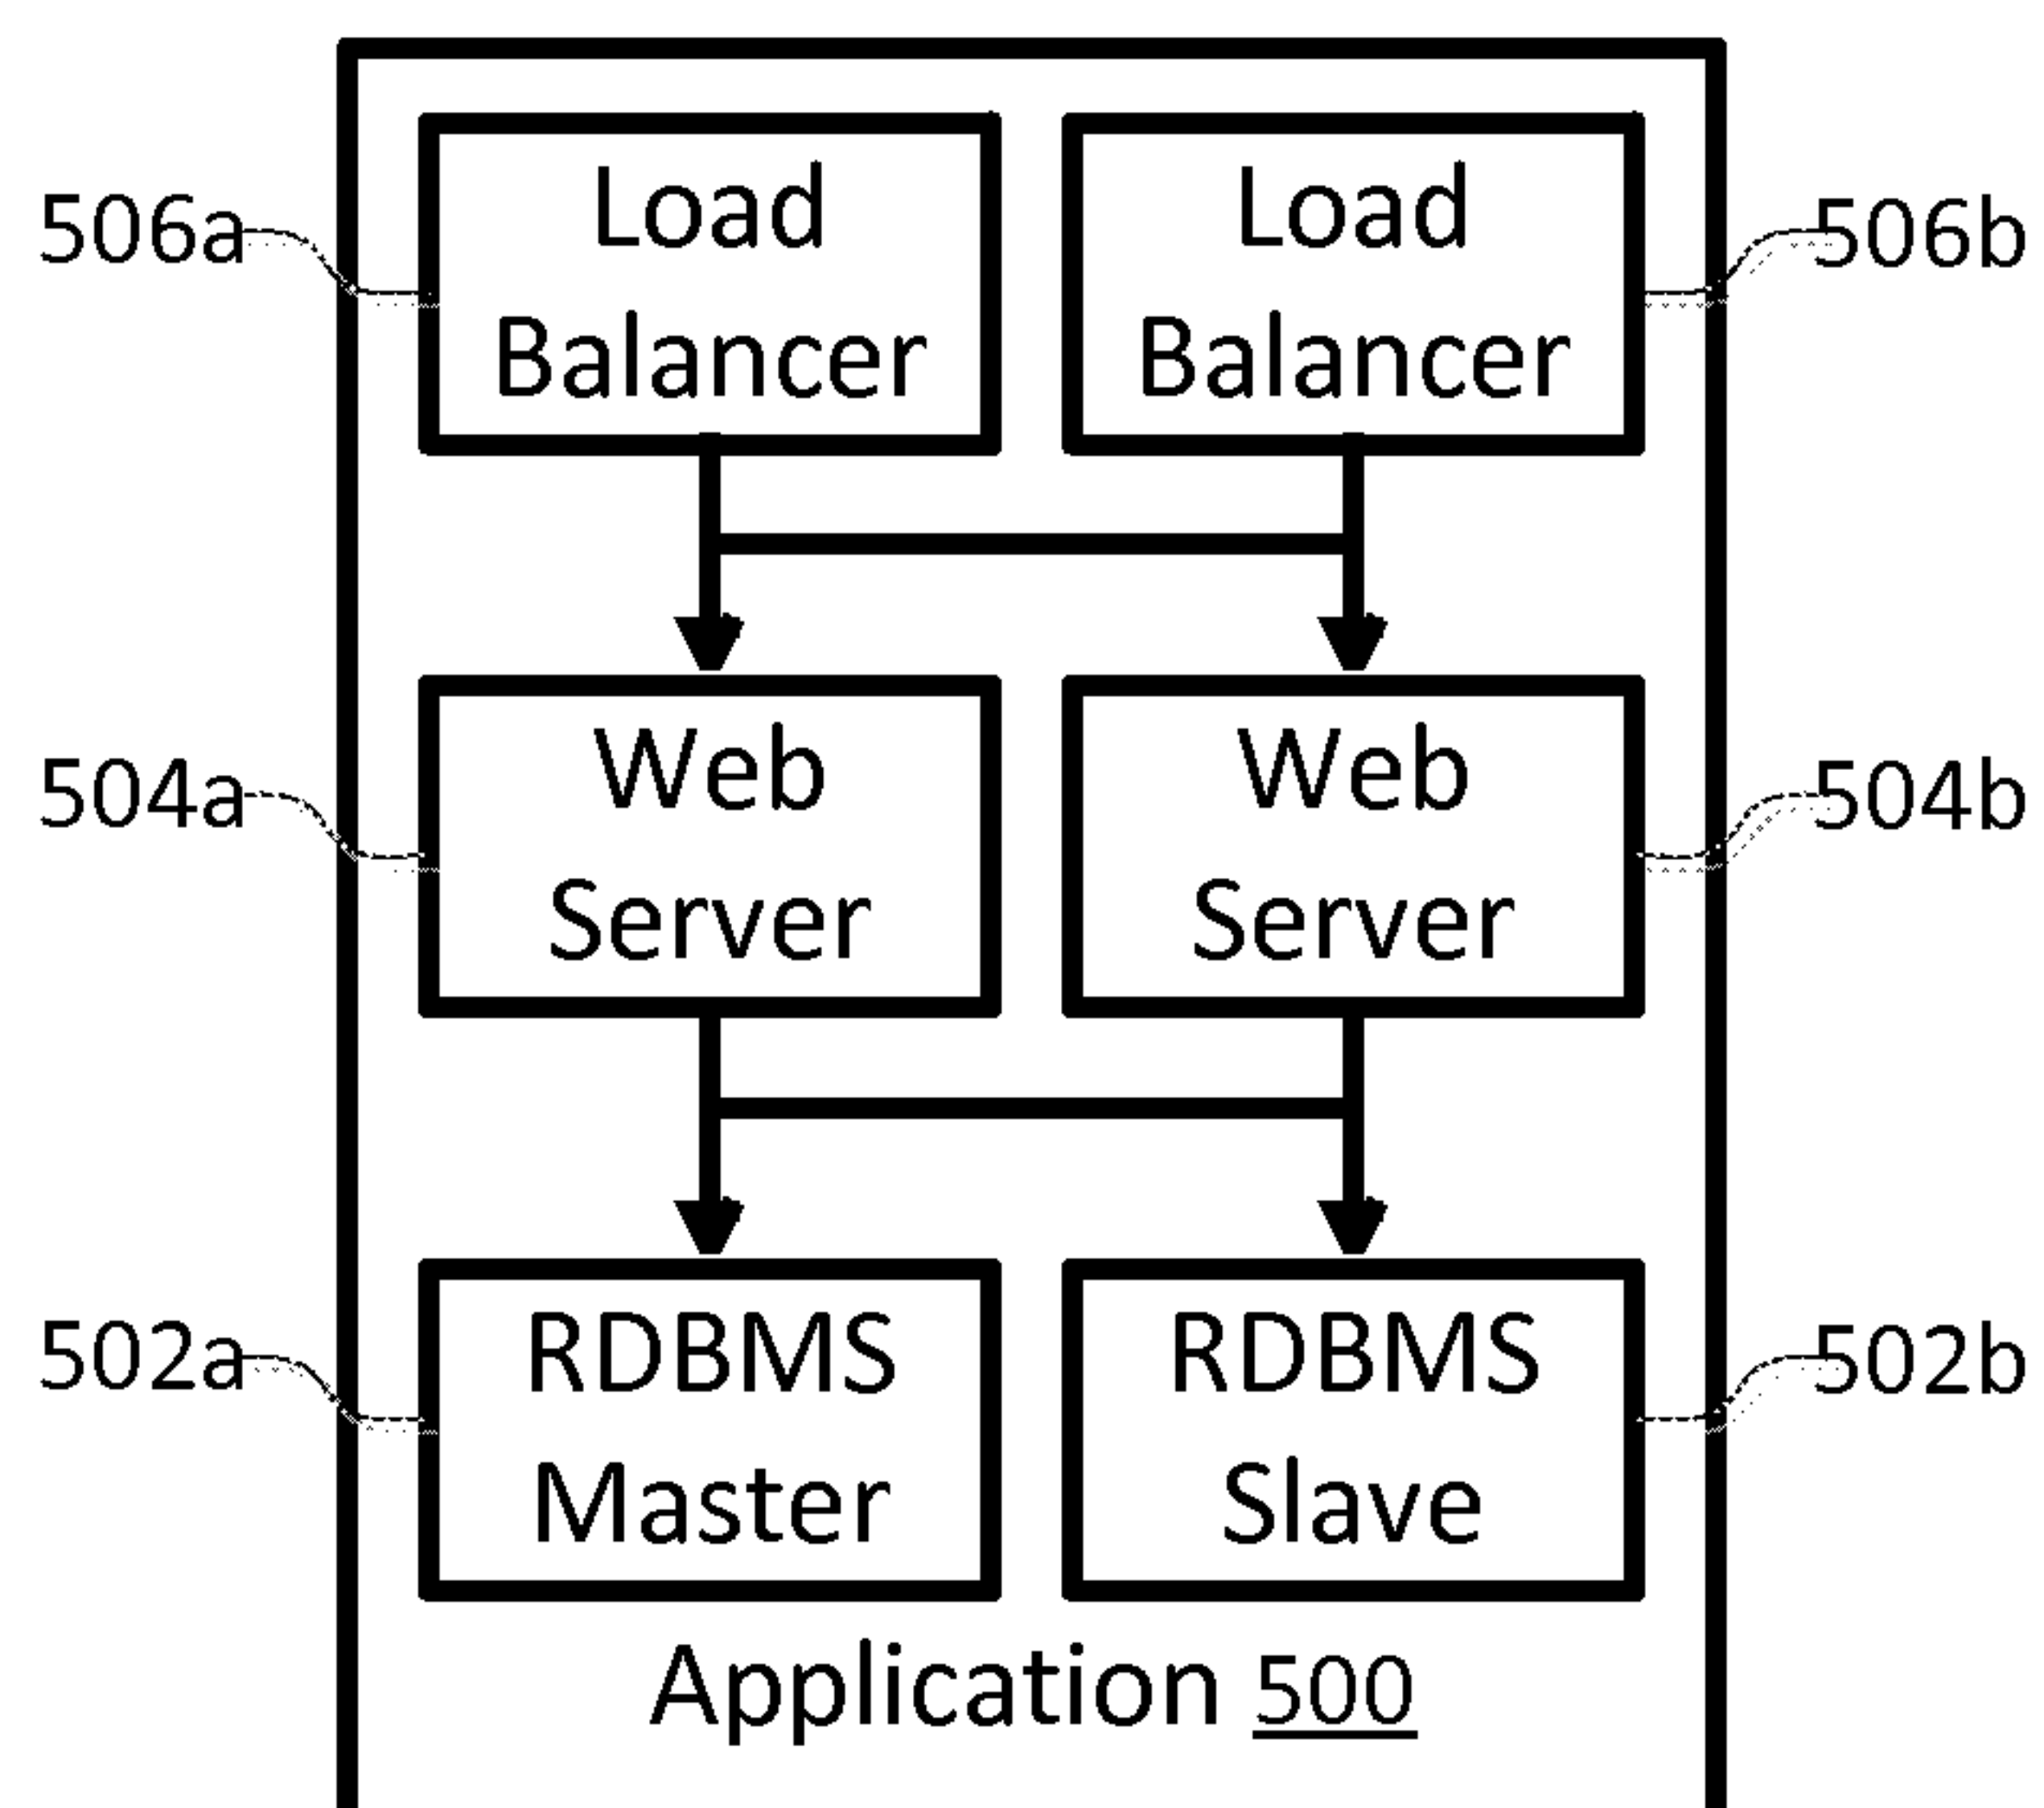 Load Load
506a 506b
Balancer Balancer
Web Web
504a 504b
Server Server
RDBMS RDBMS
502a 502b
Master Slave
Application 500